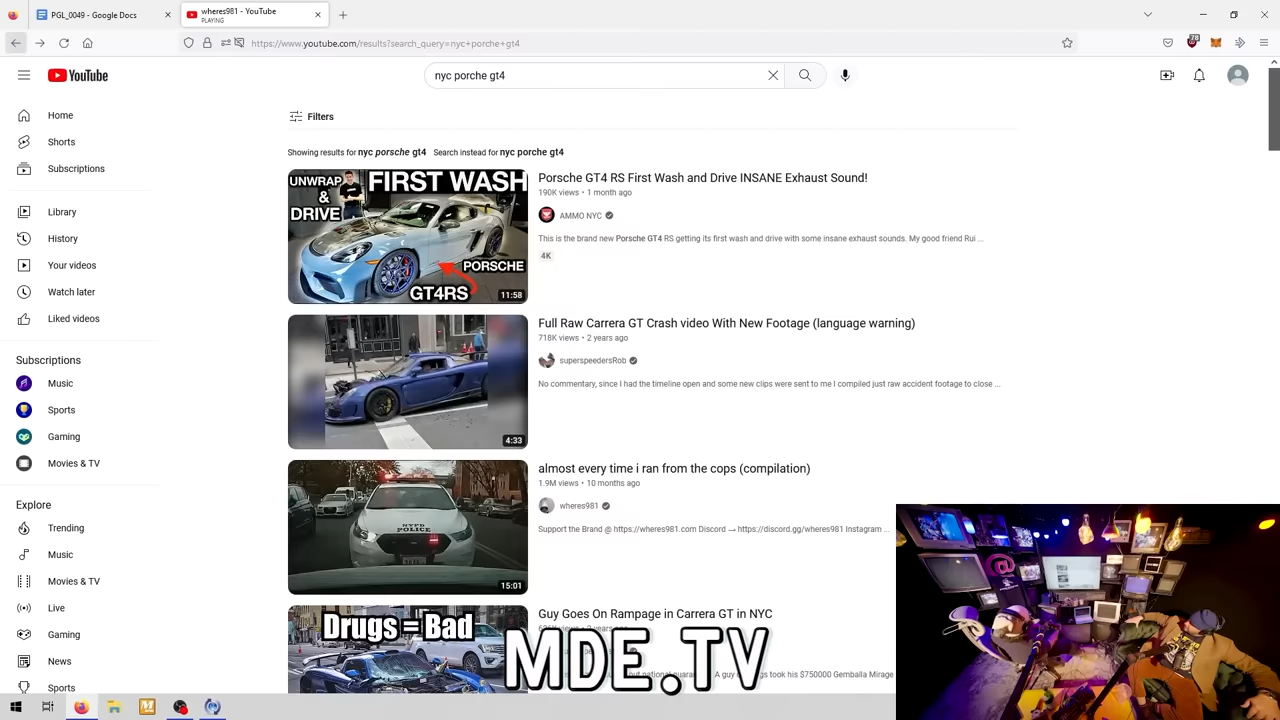 PGL_0049 - Google Docs
wheres981 - YouTube
PLAYING
https://www.youtube.com/results?search_query=nyc+porche+gt4
73
YouTube
nyc porche gt4
Home
Shorts
Subscriptions
Library
History
Your videos
Watch later
Liked videos
Subscriptions
Music
Sports
Gaming
Movies & TV
Explore
Trending
Music
Movies & TV
Live
Gaming
News
Sports
Filters
Showing results for nyc porsche gt4 Search instead for nyc porche gt4
UNWRAP & DRIVE
FIRST WASH
PORSCHE
GT4RS
11:58
Porsche GT4 RS First Wash and Drive INSANE Exhaust Sound!
190K views • 1 month ago
AMMO NYC
This is the brand new Porsche GT4 RS getting its first wash and drive with some insane exhaust sounds. My good friend Rui ...
4K
4:33
Full Raw Carrera GT Crash video With New Footage (language warning)
718K views • 2 years ago
superspeedersRob
No commentary, since I had the timeline open and some new clips were sent to me I compiled just raw accident footage to close ...
NYPD
POLICE
15:01
almost every time i ran from the cops (compilation)
1.9M views • 10 months ago
wheres981
Support the Brand @ https://wheres981.com Discord → https://discord.gg/wheres981 Instagram ...
Drugs = Bad
Guy Goes On Rampage in Carrera GT in NYC
took his $750000 Gemballa Mirage
MDE.TV